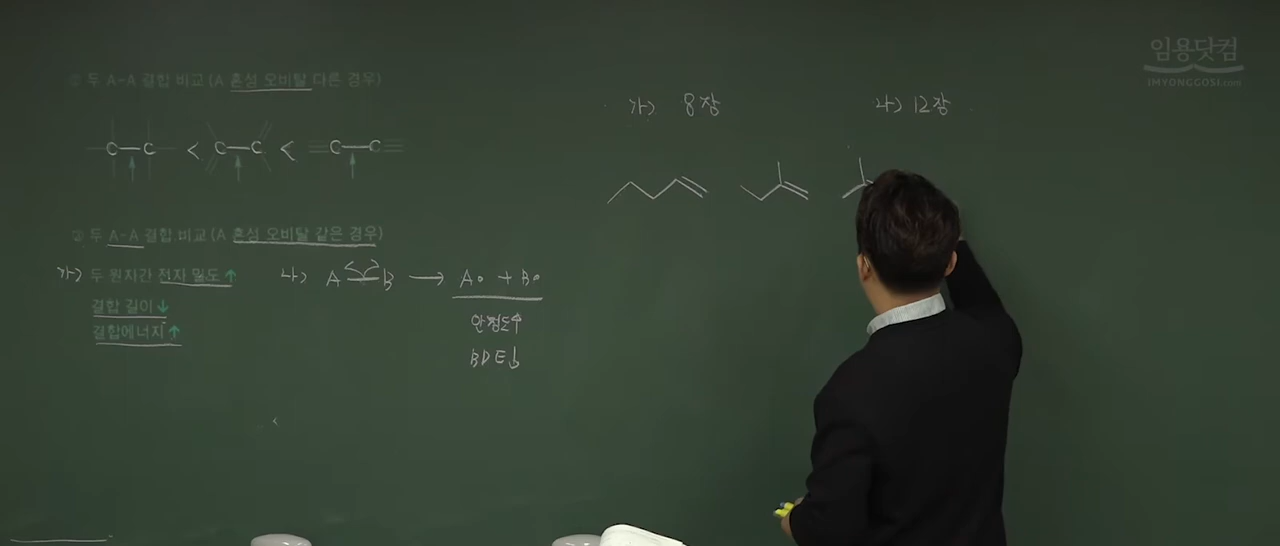 ① 두 A-A 결합 비교 (A 혼성 오비탈 다른 경우)
C-C < C-C < C-C
② 두 A-A 결합 비교 (A 혼성 오비탈 같은 경우)
가) 두 원자간 전자 밀도 ↑
결합 길이 ↓
결합에너지 ↑
나) A-B → A• + B•
안정도↑
BDE↓
가) 8장
나) 12장
임용닷컴
IMYONGGOSI.com